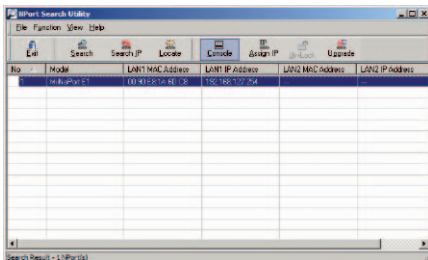 NPort Search Utility
File Function View Help
Exit Search Search IP Locate Console Assign IP Un-Lock Upgrade
No Model LAN1 MAC Address LAN1 IP Address LAN2 MAC Address LAN2 IP Address
1 MiiNePort E1 192.168.127.254
Search Result - 1 NPort(s)